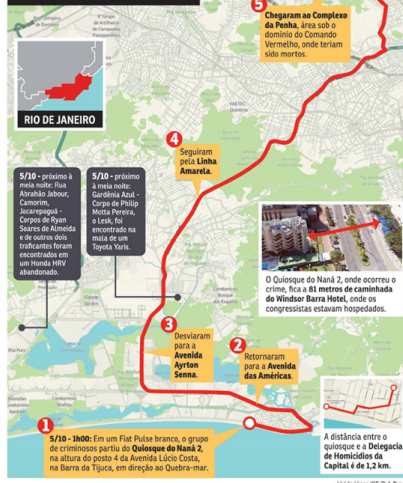 5
Chegaram ao Complexo
da Penha, área sob o
domínio do Comando
Vermelho, onde teriam
sido mortos.
RIO DE JANEIRO
4
Seguiram
pela Linha
Amarela.
5/10 - próximo à
meia noite: Rua
Abrahão Jabour,
Camorim,
Jacarepaguá -
Corpos de Ryan
Soares de Almeida
e de outros dois
traficantes foram
encontrados em
um Honda HRV
abandonado.
5/10 - próximo
à meia noite:
Gardênia Azul -
Corpo de Philip
Motta Pereira,
o Lesk, foi
encontrado na
mala de um
Toyota Yaris.
O Quiosque do Naná 2, onde ocorreu o
crime, fica a 81 metros de caminhada
do Windsor Barra Hotel, onde os
congressistas estavam hospedados.
3
Desviaram
para a
Avenida
Ayrton
Senna.
2
Retornaram
para a Avenida
das Américas.
1
5/10 - 1h00: Em um Fiat Pulse branco, o grupo
de criminosos partiu do Quiosque do Naná 2,
na altura do posto 4 da Avenida Lúcio Costa,
na Barra da Tijuca, em direção ao Quebra-mar.
A distância entre o
quiosque e a Delegacia
de Homicídios da
Capital é de 1,2 km.